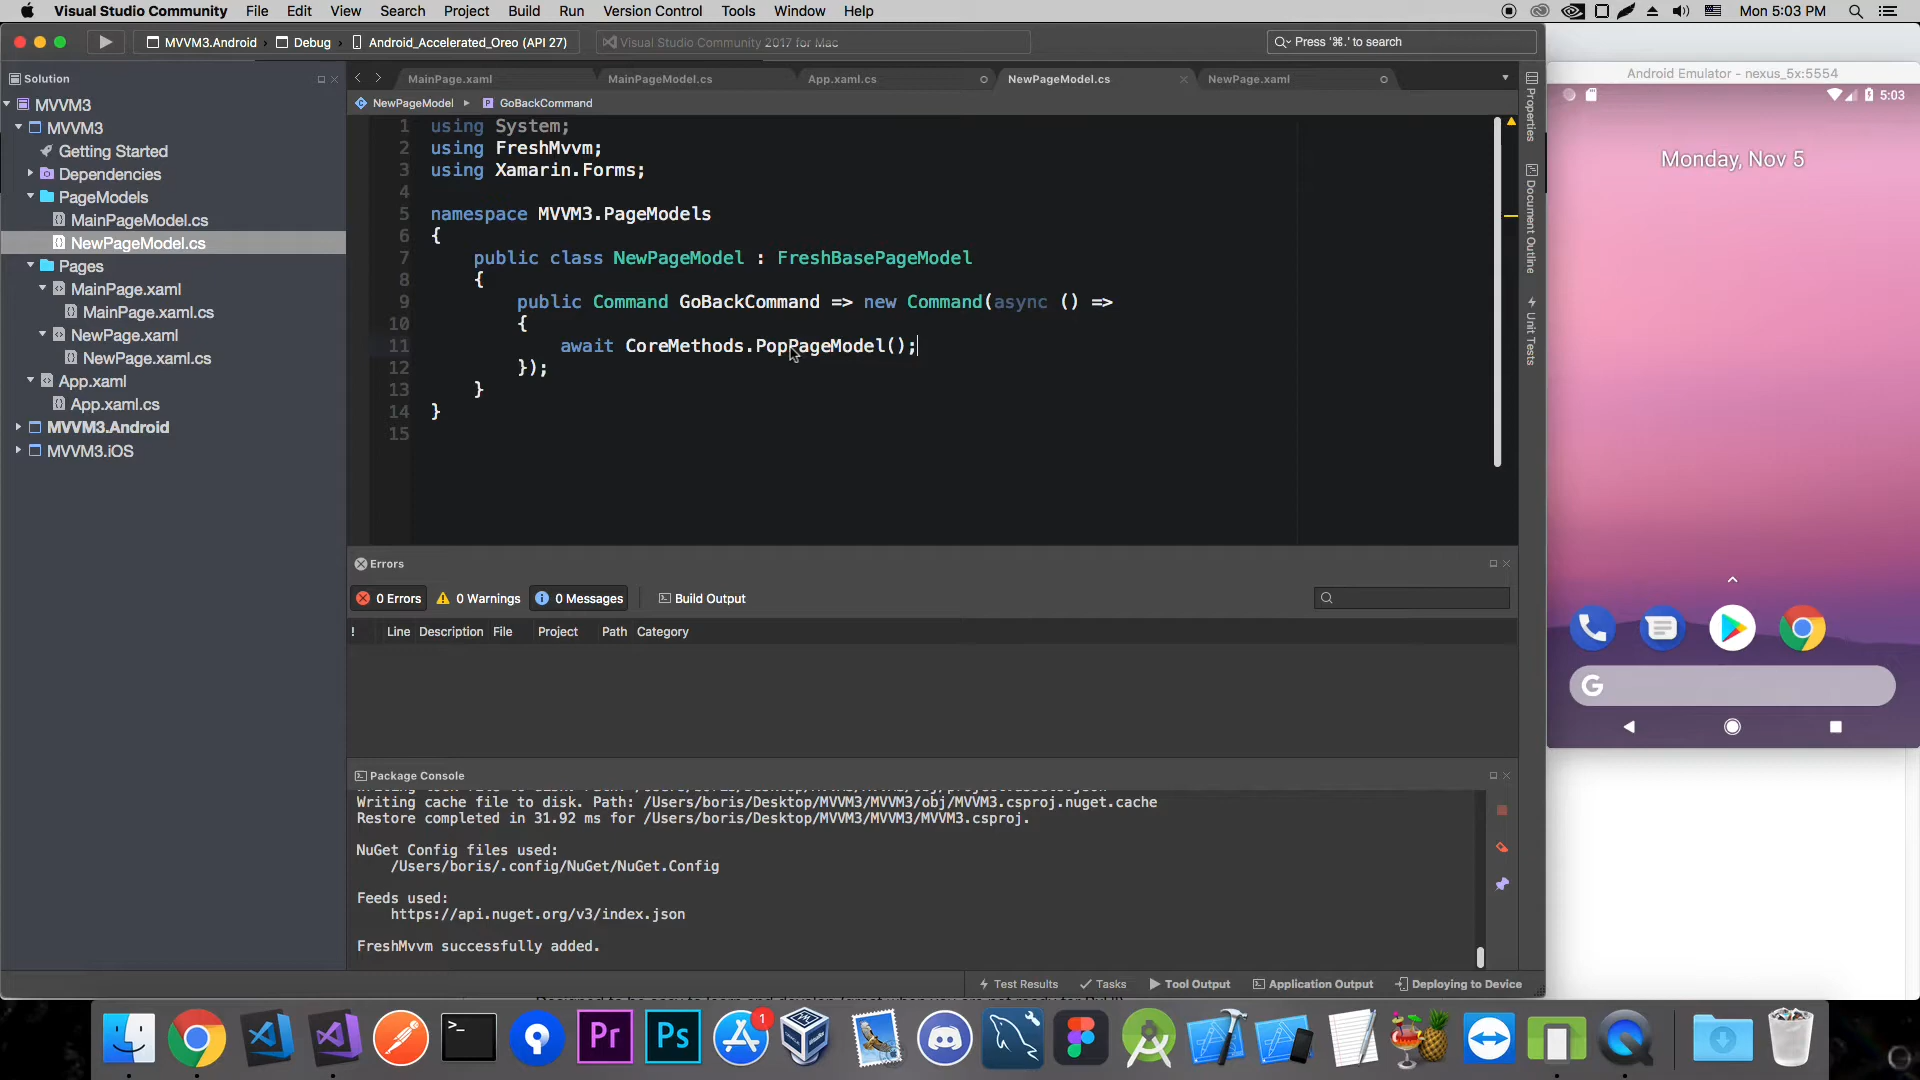 Visual Studio Community File Edit View Search Project Build Run Version Control Tools Window Help Mon 5:03 PM
MVVM3.Android Debug Android_Accelerated_Oreo (API 27) Visual Studio Community 2017 for Mac Press '⌘.' to search
Solution
MVVM3
MVVM3
Getting Started
Dependencies
PageModels
MainPageModel.cs
NewPageModel.cs
Pages
MainPage.xaml
MainPage.xaml.cs
NewPage.xaml
NewPage.xaml.cs
App.xaml
App.xaml.cs
MVVM3.Android
MVVM3.iOS
MainPage.xaml MainPageModel.cs App.xaml.cs NewPageModel.cs NewPage.xaml
NewPageModel GoBackCommand
1 using System;
2 using FreshMvvm;
3 using Xamarin.Forms;
4
5 namespace MVVM3.PageModels
6 {
7 public class NewPageModel : FreshBasePageModel
8 {
9 public Command GoBackCommand => new Command(async () =>
10 {
11 await CoreMethods.PopPageModel();
12 });
13 }
14 }
15
Properties
Document Outline
Unit Tests
Errors
0 Errors 0 Warnings 0 Messages Build Output
! Line Description File Project Path Category
Package Console
Writing cache file to disk. Path: /Users/boris/Desktop/MVVM3/MVVM3/obj/MVVM3.csproj.nuget.cache
Restore completed in 31.92 ms for /Users/boris/Desktop/MVVM3/MVVM3/MVVM3.csproj.
NuGet Config files used:
/Users/boris/.config/NuGet/NuGet.Config
Feeds used:
https://api.nuget.org/v3/index.json
FreshMvvm successfully added.
Test Results Tasks Tool Output Application Output Deploying to Device
Android Emulator - nexus_5x:5554
5:03
Monday, Nov 5
G
>_
Pr
Ps
1